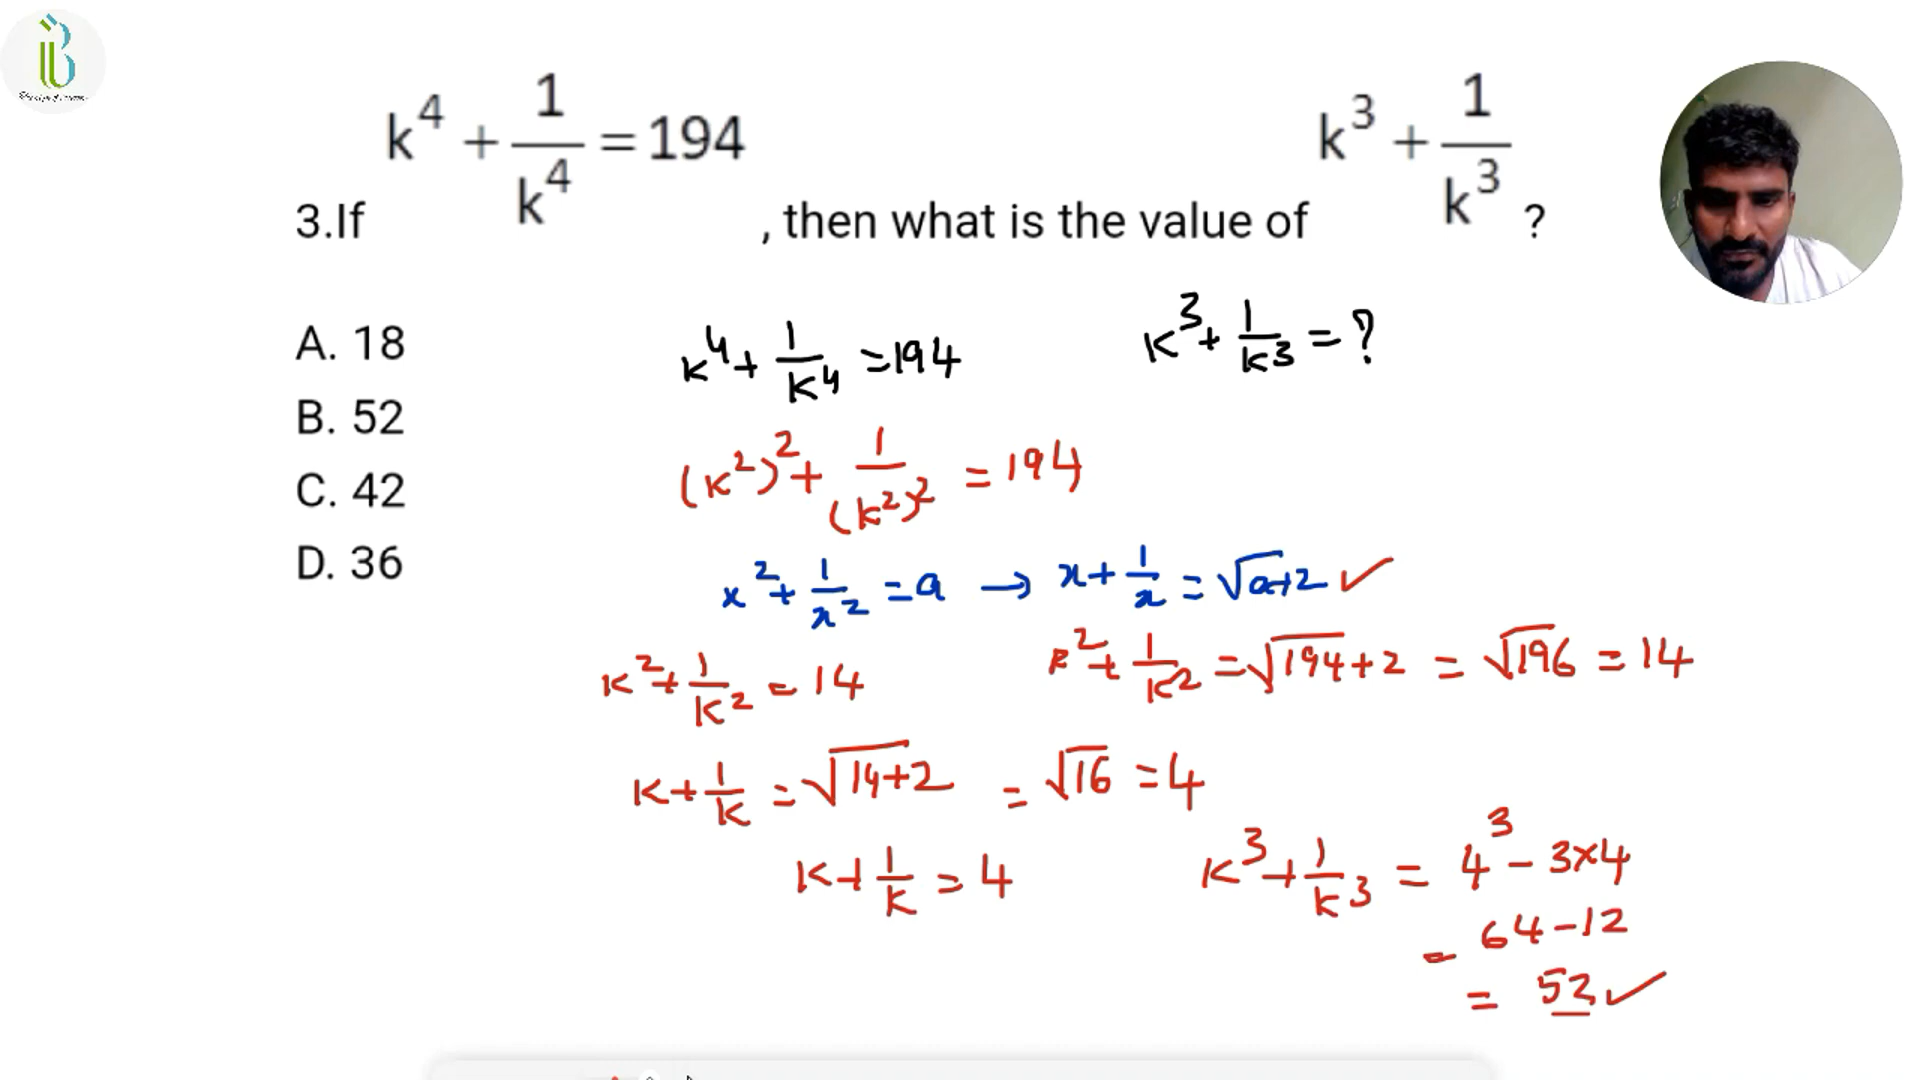 3.If k⁴ + 1/k⁴ = 194 , then what is the value of k³ + 1/k³ ?
A. 18
B. 52
C. 42
D. 36
k⁴ + 1/k⁴ = 194
k³ + 1/k³ = ?
(k²)² + 1/(k²)² = 194
x² + 1/x² = a → x + 1/x = √a+2 ✓
k² + 1/k² = 14
k² + 1/k² = √194+2 = √196 = 14
k + 1/k = √14+2 = √16 = 4
k + 1/k = 4
k³ + 1/k³ = 4³ - 3×4
= 64-12
= 52 ✓